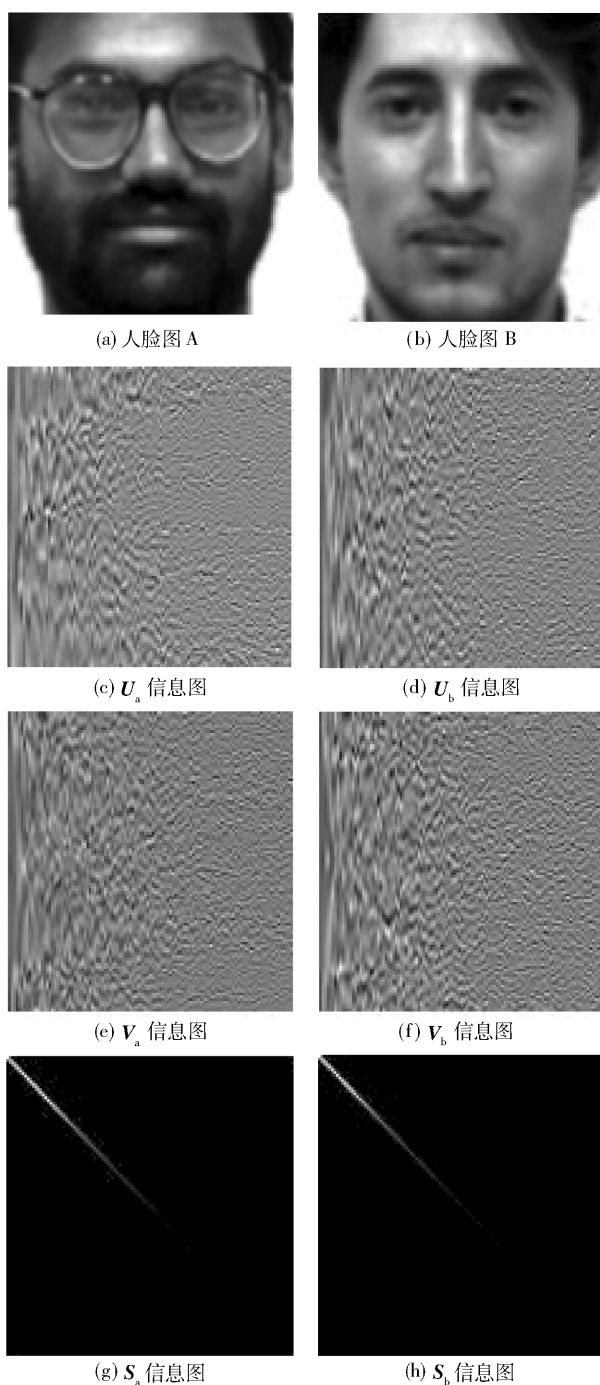 (a) 人脸图 A
(b) 人脸图 B
(c) Uₐ 信息图
(d) U_b 信息图
(e) Vₐ 信息图
(f) V_b 信息图
(g) Sₐ 信息图
(h) S_b 信息图